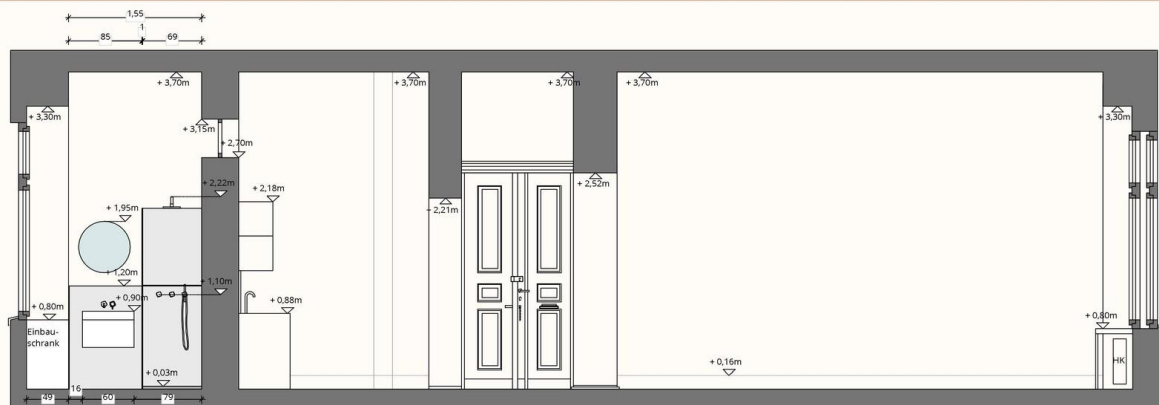 1,55
1
85
69
+ 3,70m
+ 3,70m
+ 3,70m
+ 3,70m
+ 3,30m
+ 3,30m
+ 3,15m
+ 2,70m
+ 2,22m
+ 2,18m
+ 2,52m
+ 1,95m
- 2,21m
+ 1,20m
+ 1,10m
+ 0,90m
+ 0,88m
+ 0,80m
+ 0,80m
Einbau-
schrank
HK
+ 0,16m
+ 0,03m
16
49
60
79